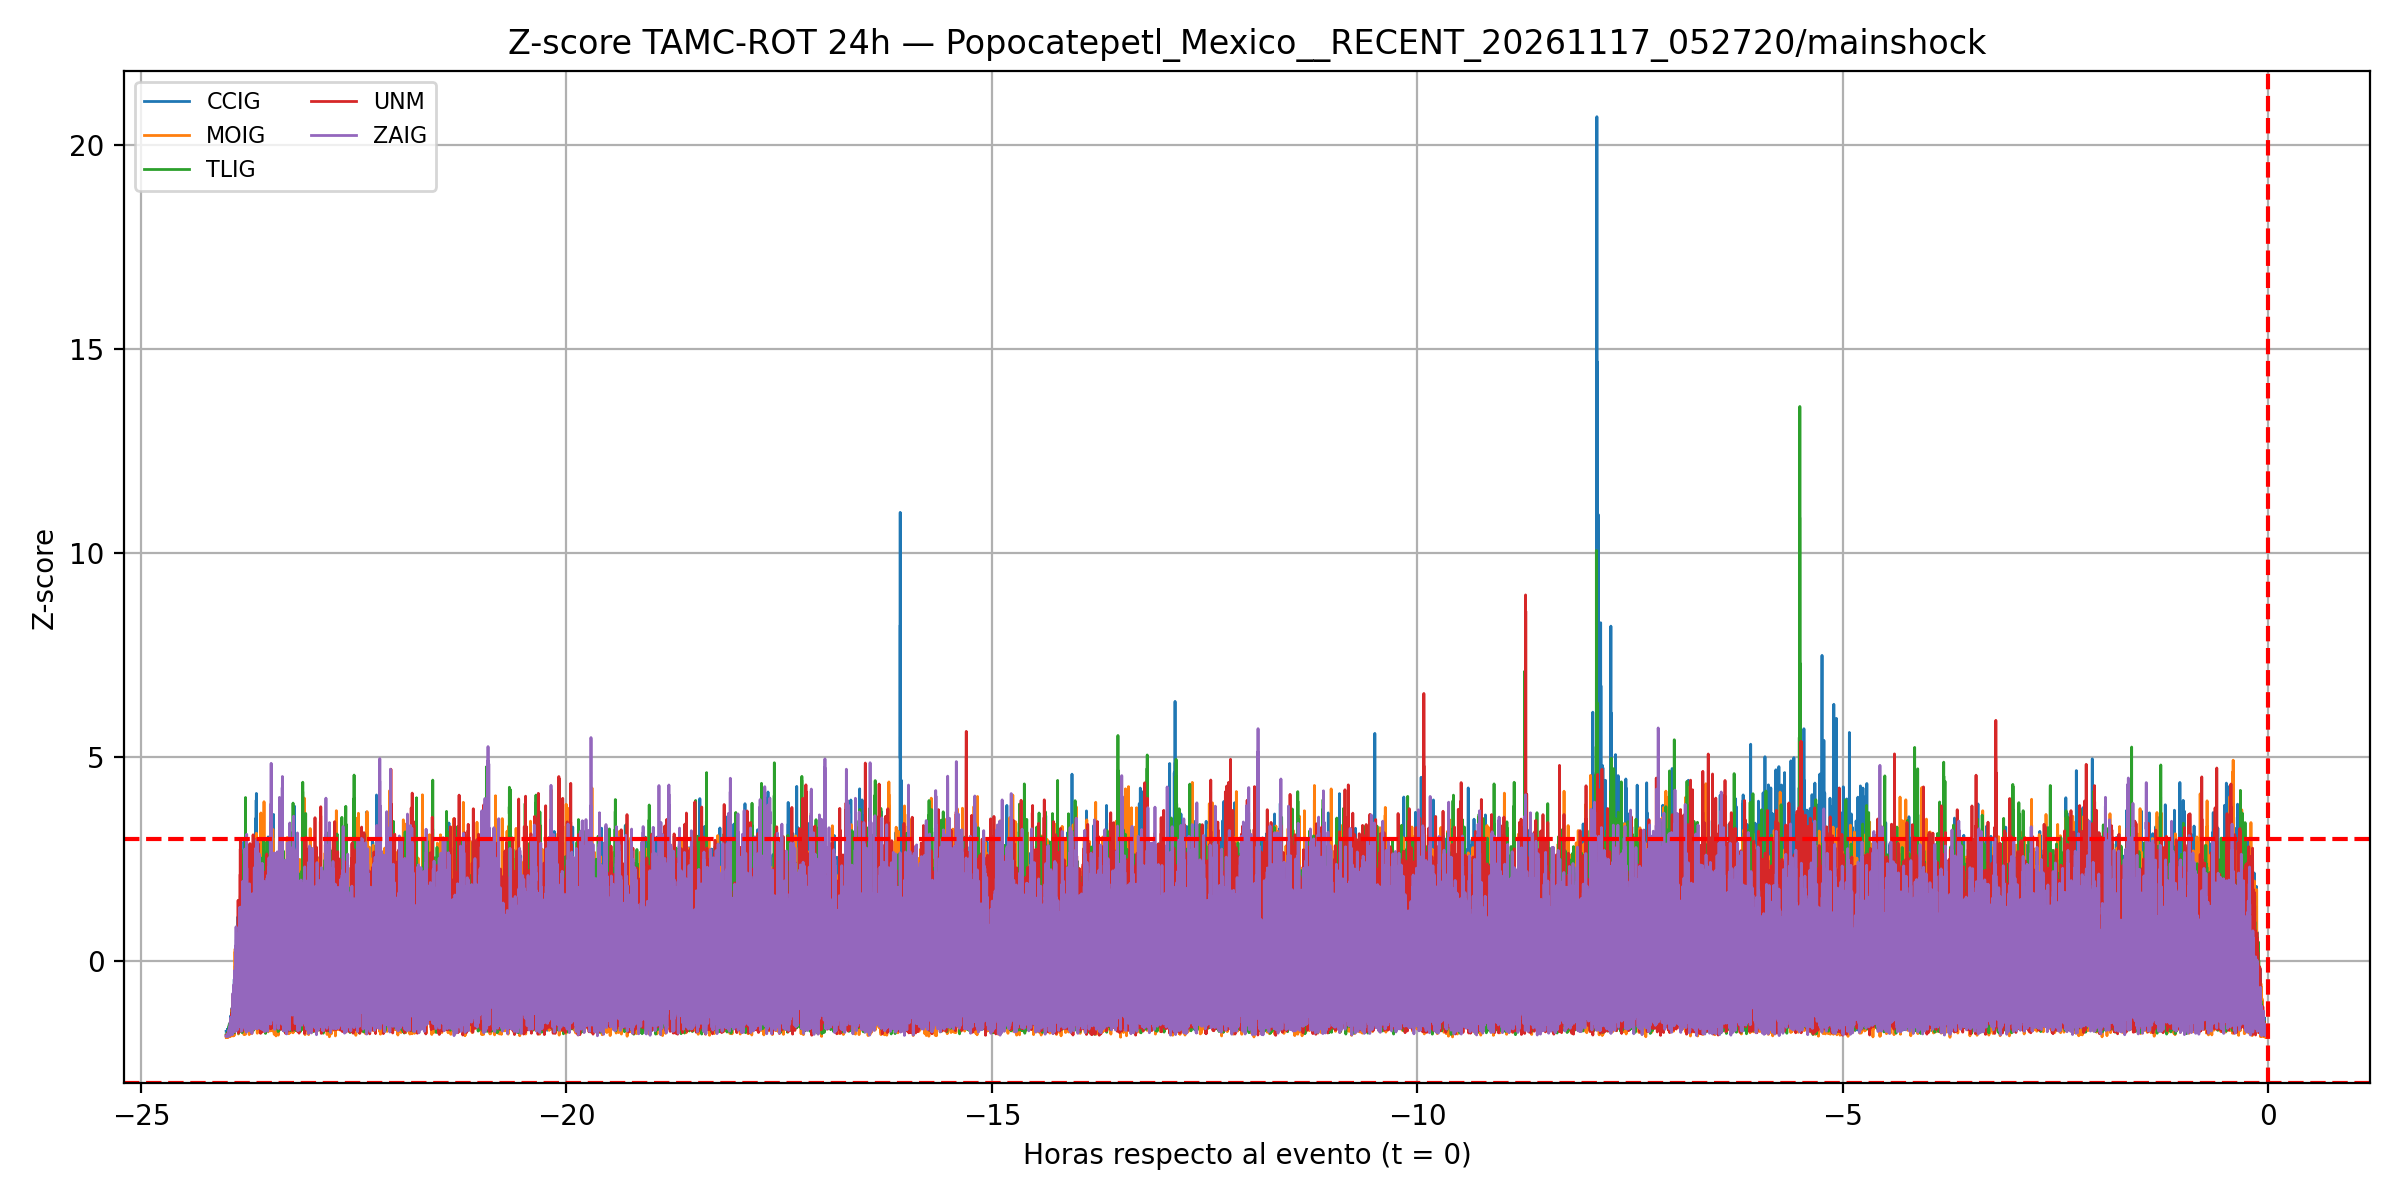 Z-score TAMC-ROT 24h — Popocatepetl_Mexico__RECENT_20261117_052720/mainshock
CCIG
MOIG
TLIG
UNM
ZAIG
20
15
10
5
0
Z-score
−25
−20
−15
−10
−5
0
Horas respecto al evento (t = 0)